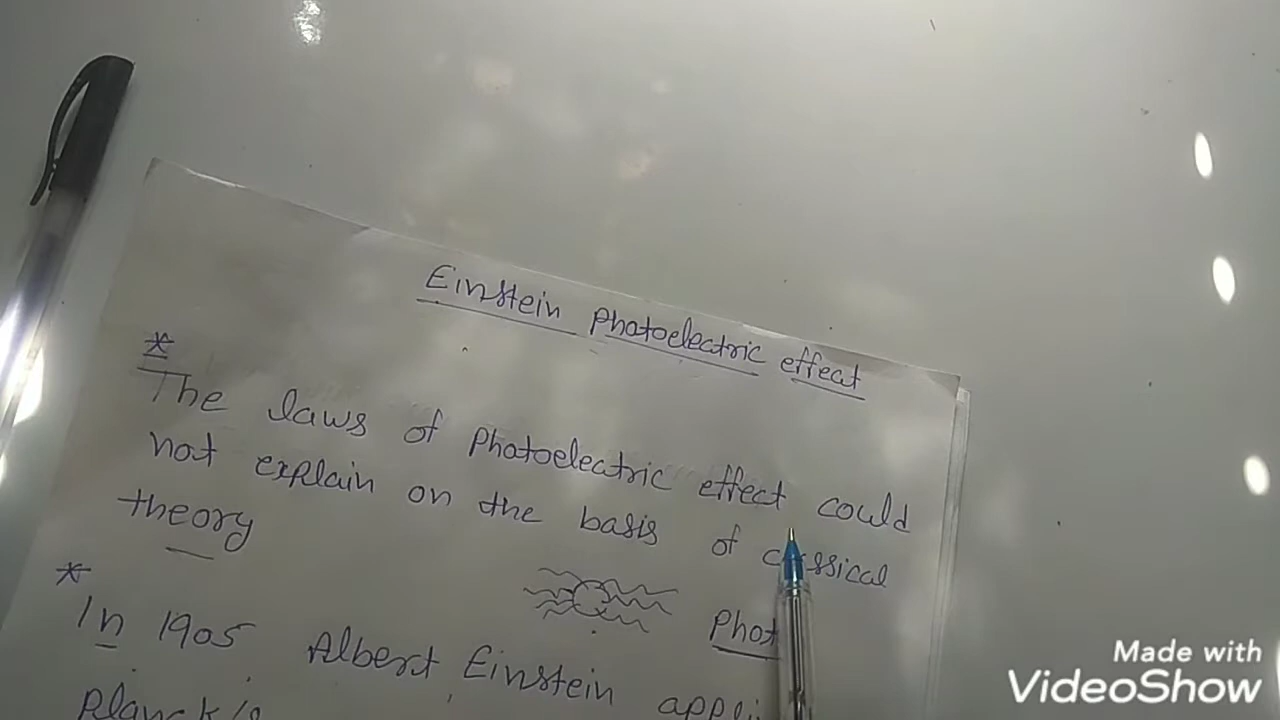 Einstein Photoelectric effect
*
The laws of Photoelectric effect could
not explain on the basis of classical
theory
Phot
*
In 1905 Albert Einstein appli
Planck's
Made with
VideoShow